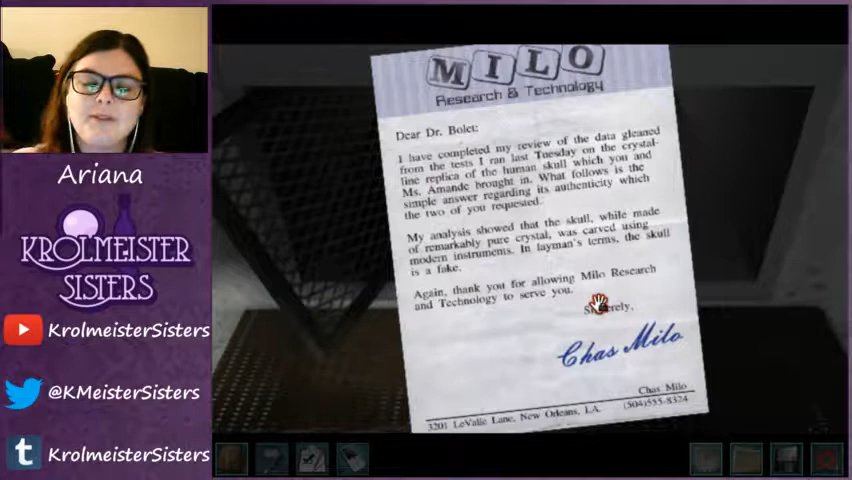 Ariana
KROLMEISTER
SISTERS
KrolmeisterSisters
@KMeisterSisters
t KrolmeisterSisters
MILO
Research & Technology
Dear Dr. Bolet:
I have completed my review of the data gleaned
from the tests I ran last Tuesday on the crystal-
line replica of the human skull which you and
Ms. Amande brought in. What follows is the
simple answer regarding its authenticity which
the two of you requested.
My analysis showed that the skull, while made
of remarkably pure crystal, was carved using
modern instruments. In layman's terms, the skull
is a fake.
Again, thank you for allowing Milo Research
and Technology to serve you.
Sincerely,
Chas Milo
Chas Milo
3201 LeValle Lane, New Orleans, LA. (504)555-8324